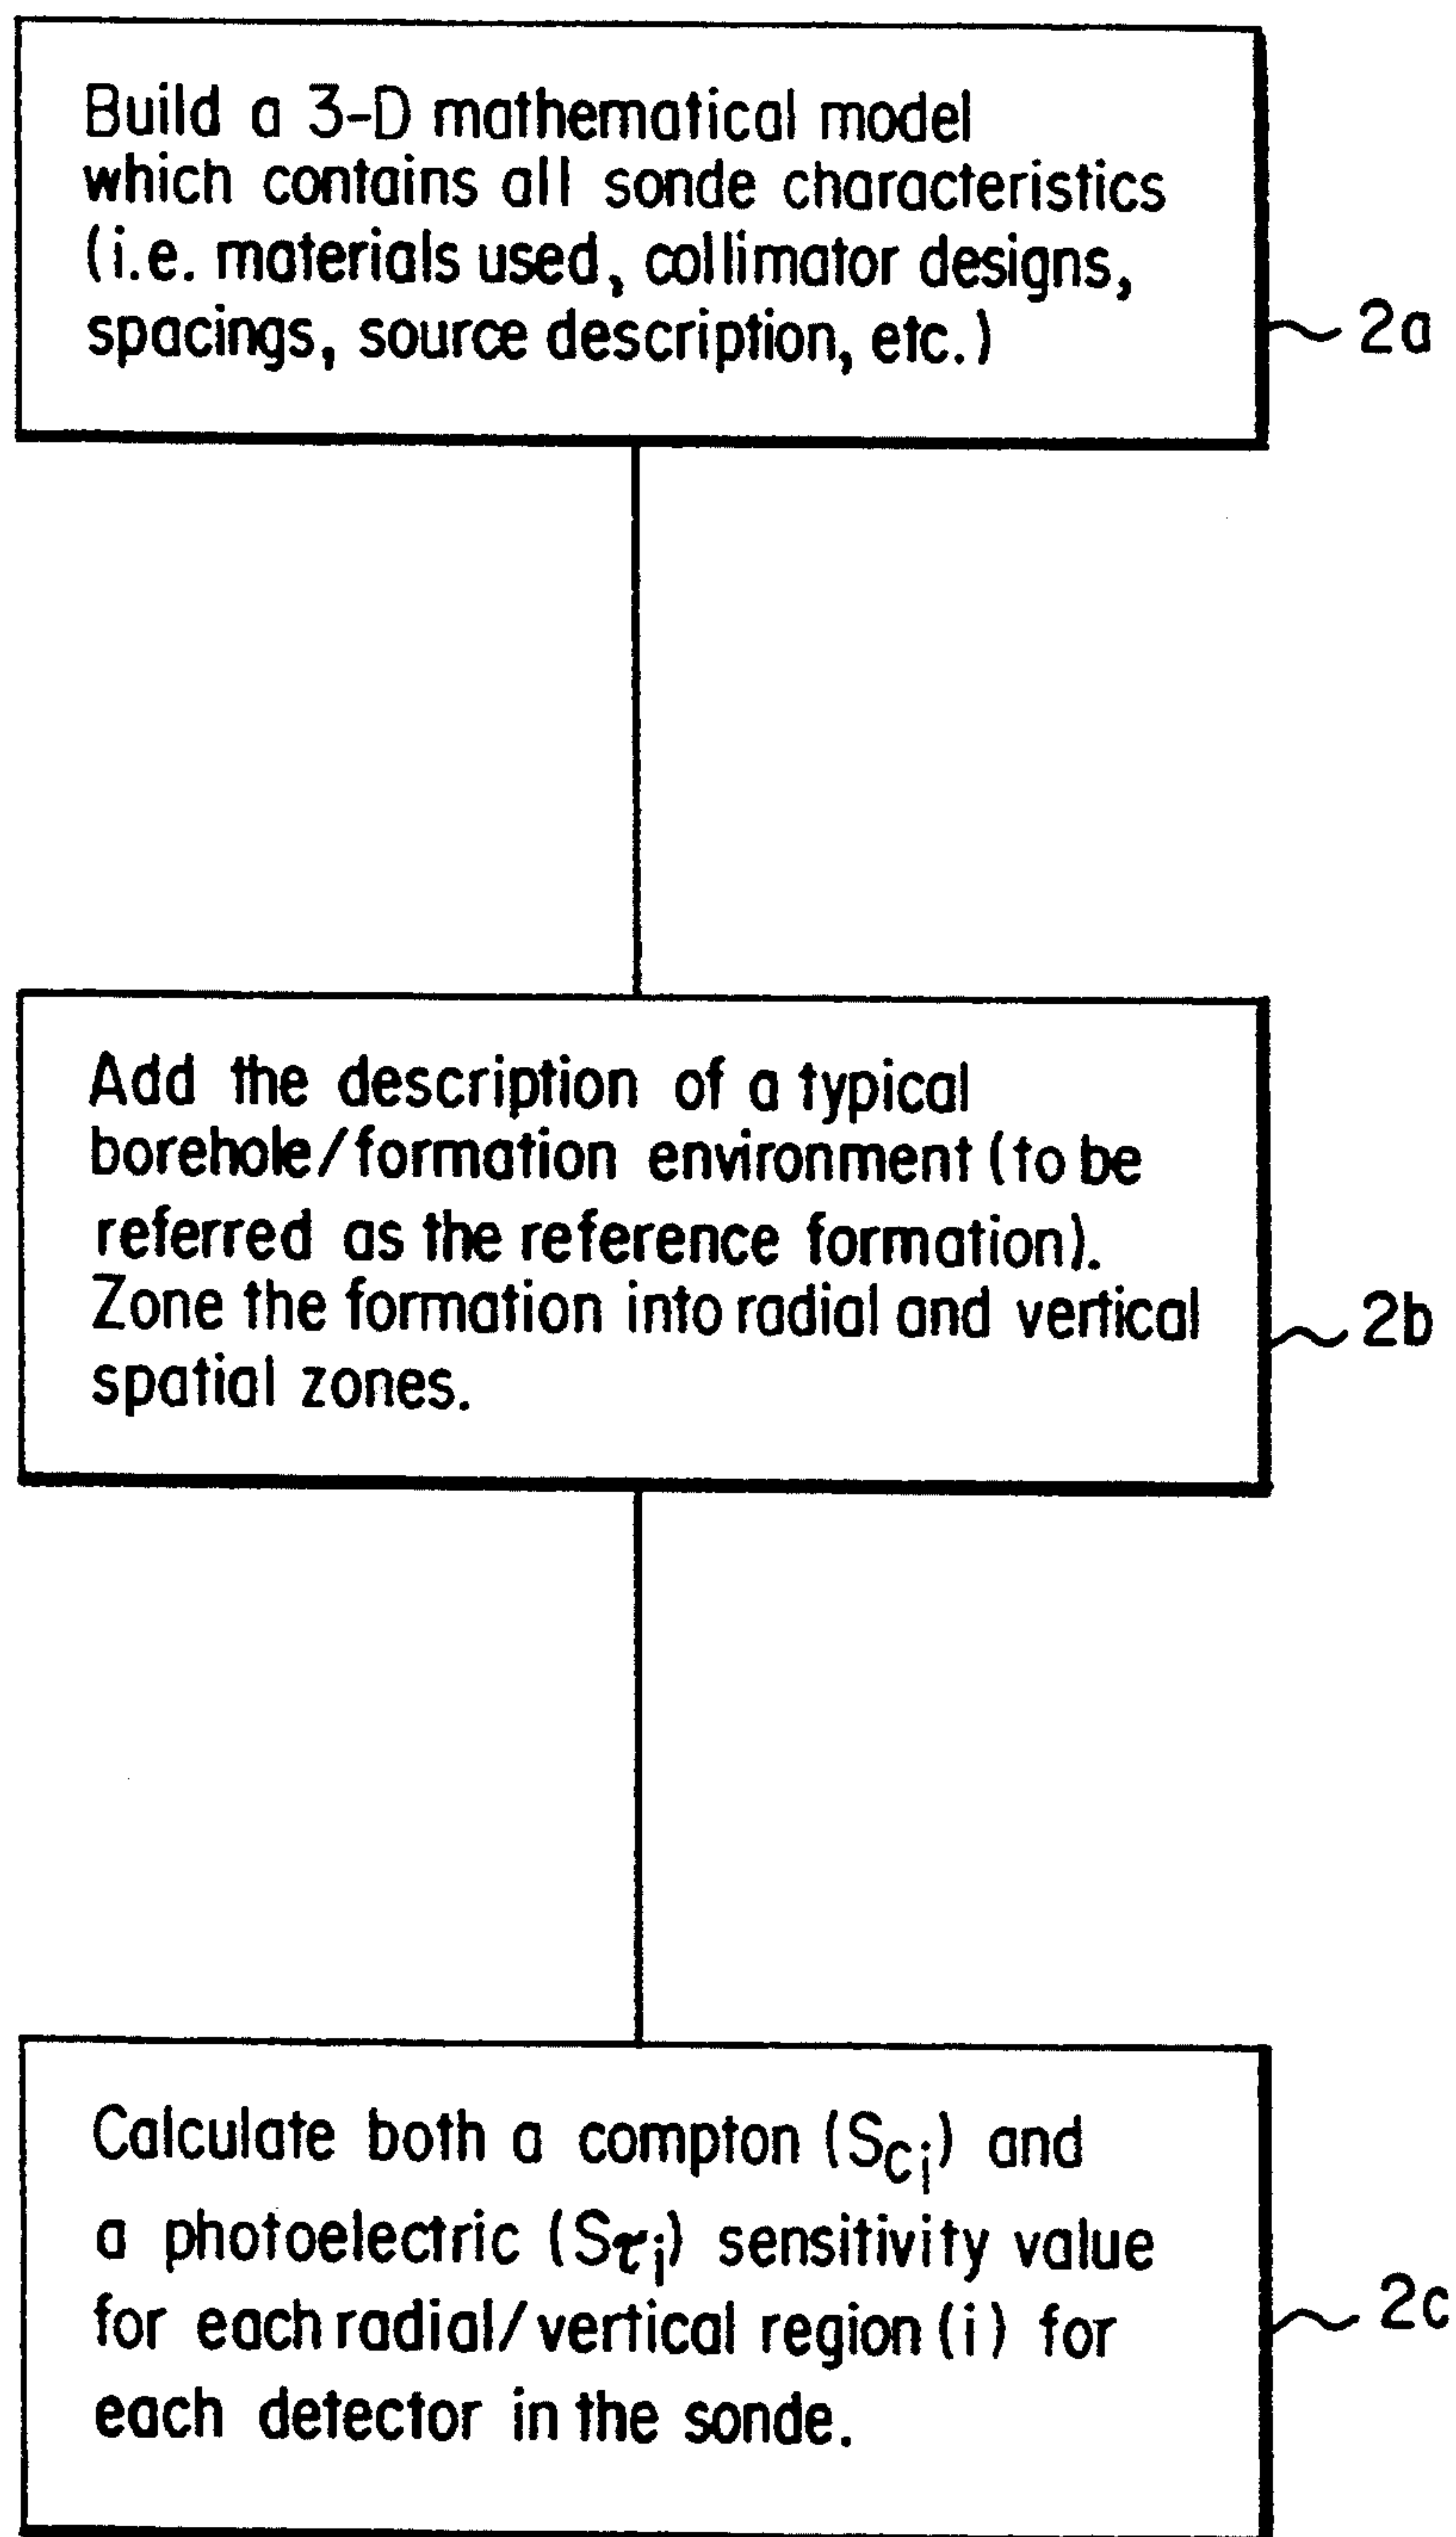 Build a 3-D mathematical model
which contains all sonde characteristics
(i.e. materials used, collimator designs,
spacings, source description, etc.)
2a
Add the description of a typical
borehole/formation environment (to be
referred as the reference formation).
Zone the formation into radial and vertical
spatial zones.
2b
Calculate both a compton (Sci) and
a photoelectric (Sτi) sensitivity value
for each radial/vertical region (i) for
each detector in the sonde.
2c